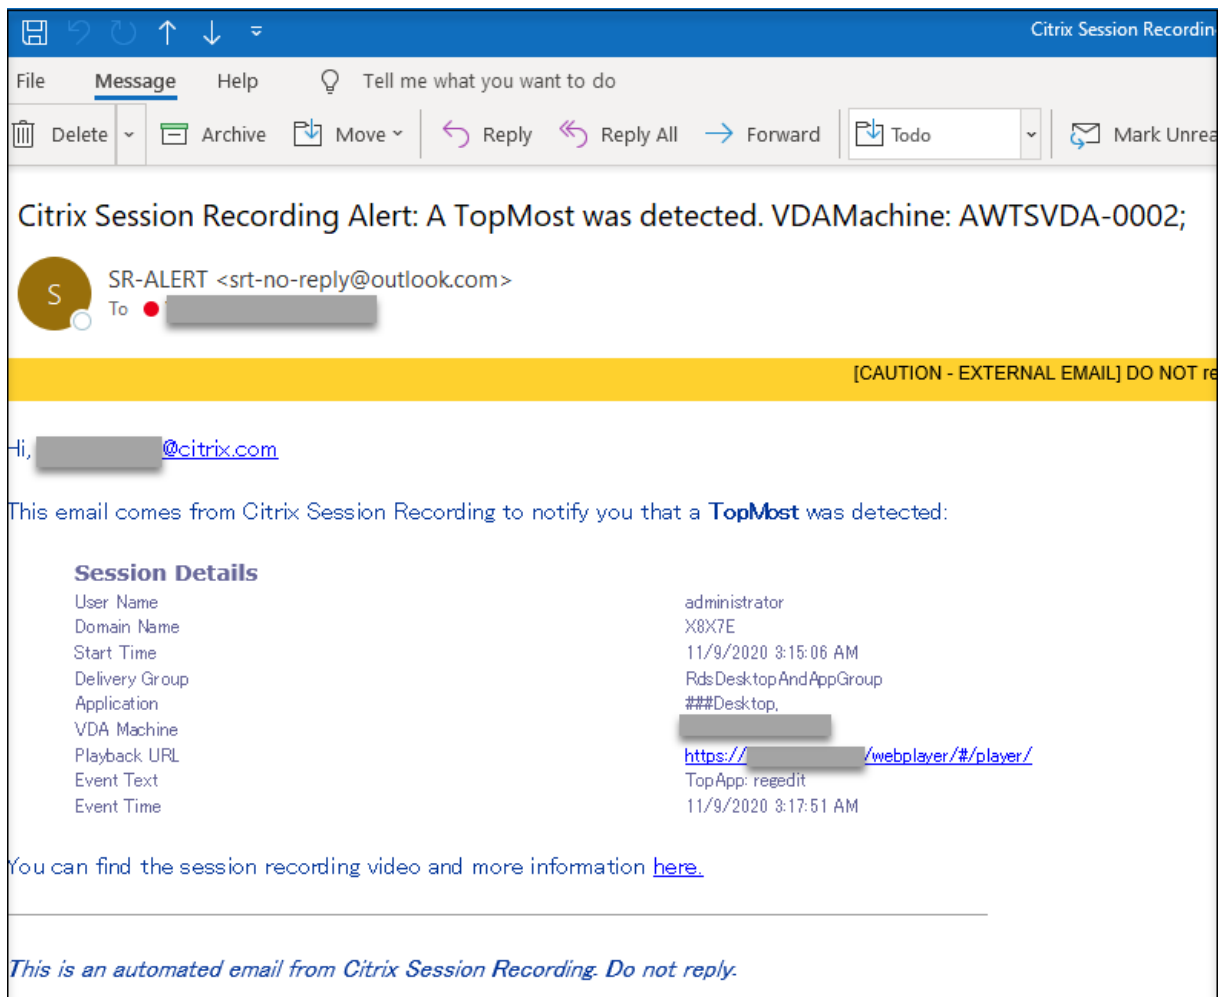 Citrix Session Recordin
File Message Help Tell me what you want to do
Delete Archive Move Reply Reply All Forward Todo Mark Unrea
Citrix Session Recording Alert: A TopMost was detected. VDAMachine: AWTSVDA-0002;
S
SR-ALERT <srt-no-reply@outlook.com>
To
[CAUTION - EXTERNAL EMAIL] DO NOT re
Hi, @citrix.com
This email comes from Citrix Session Recording to notify you that a TopMost was detected:
Session Details
User Name administrator
Domain Name X8X7E
Start Time 11/9/2020 3:15:06 AM
Delivery Group RdsDesktopAndAppGroup
Application ###Desktop,
VDA Machine
Playback URL https:// /webplayer/#/player/
Event Text TopApp: regedit
Event Time 11/9/2020 3:17:51 AM
You can find the session recording video and more information here.
This is an automated email from Citrix Session Recording. Do not reply.